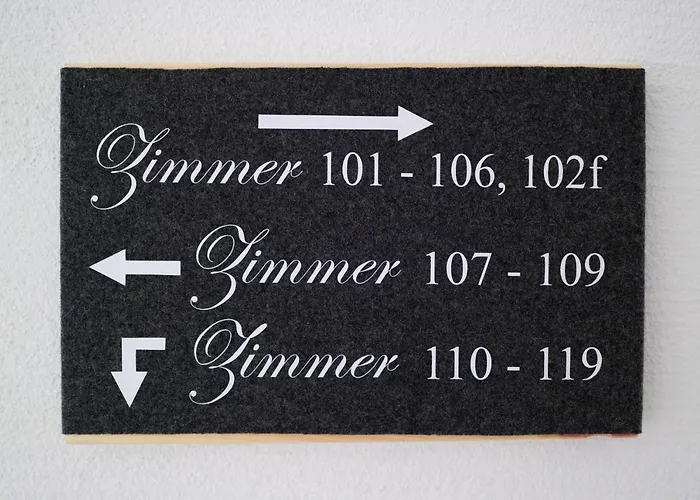 Zimmer 101 - 106, 102f
Zimmer 107 - 109
Zimmer 110 - 119